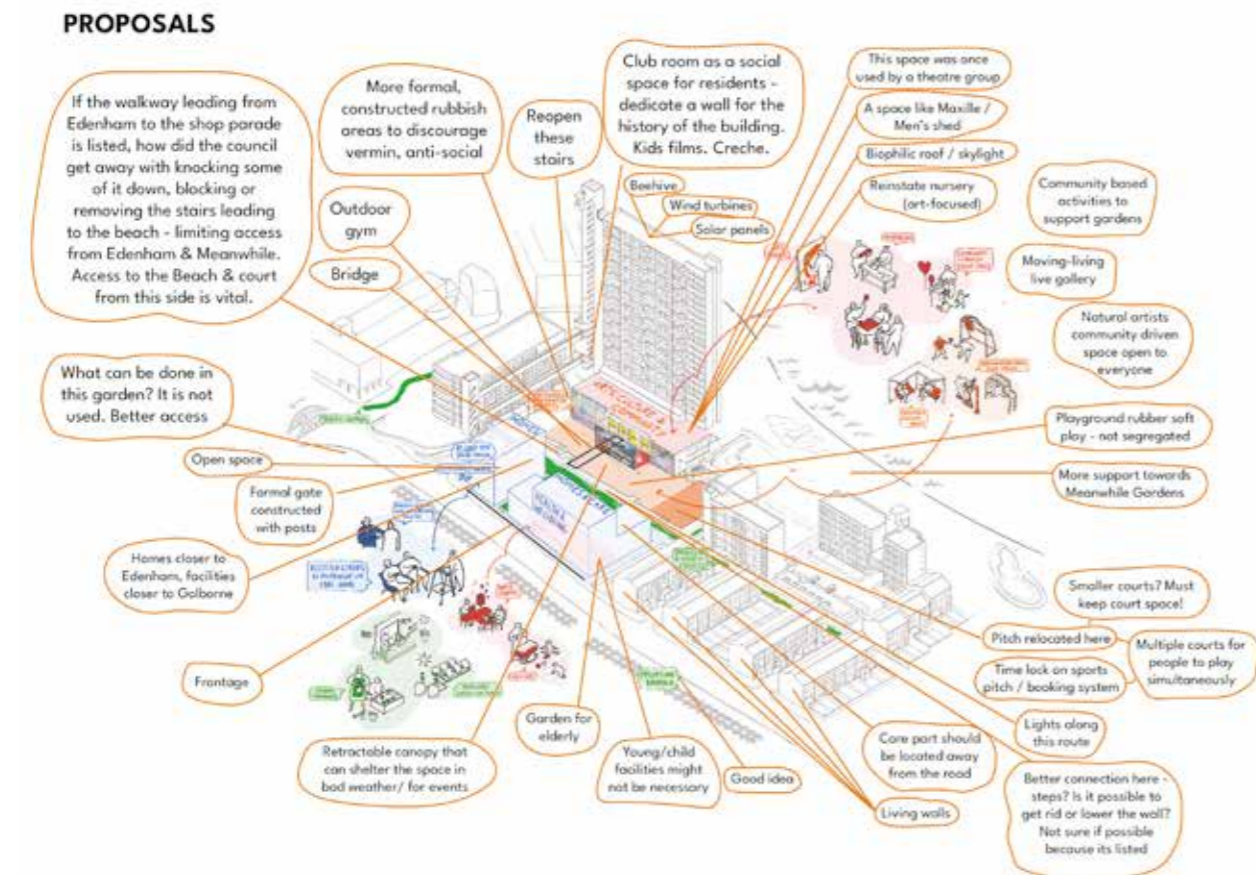 PROPOSALS
If the walkway leading from
Edenham to the shop parade
is listed, how did the council
get away with knocking some
of it down, blocking or
removing the stairs leading
to the beach - limiting access
from Edenham & Meanwhile.
Access to the Beach & court
from this side is vital.
More formal,
constructed rubbish
areas to discourage
vermin, anti-social
Reopen
these
stairs
Club room as a social
space for residents -
dedicate a wall for the
history of the building.
Kids films. Creche.
This space was once
used by a theatre group
A space like Maxille /
Men's shed
Biophilic roof / skylight
Reinstate nursery
(art-focused)
Community based
activities to
support gardens
Outdoor
gym
Bridge
Beehive
Wind turbines
Solar panels
Moving-living
live gallery
Natural artists
community driven
space open to
everyone
What can be done in
this garden? It is not
used. Better access
Open space
Formal gate
constructed
with posts
Homes closer to
Edenham, facilities
closer to Golborne
Frontage
ARTS, CULTURE &
COMMUNITY
HOMES
HOMES & CARE
HEALTH &
Playground rubber soft
play - not segregated
More support towards
Meanwhile Gardens
Smaller courts? Must
keep court space!
Pitch relocated here
Multiple courts for
people to play
simultaneously
Time lock on sports
pitch / booking system
Lights along
this route
Better connection here -
steps? Is it possible to
get rid or lower the wall?
Not sure if possible
because its listed
Care part should
be located away
from the road
Living walls
Good idea
Young/child
facilities might
not be necessary
Garden for
elderly
Retractable canopy that
can shelter the space in
bad weather/ for events